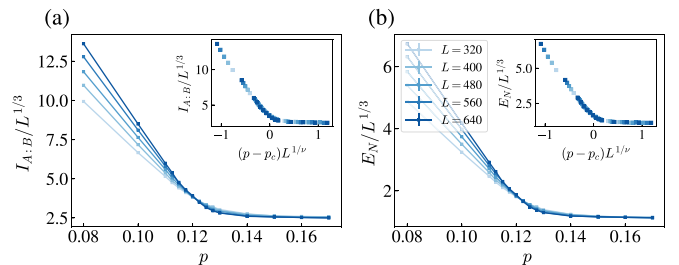 (a)
I_{A:B}/L^{1/3}
12.5
10.0
7.5
5.0
2.5
0.08
0.10
0.12
0.14
0.16
p
I_{A:B}/L^{1/3}
10
5
−1
0
1
(p − p_c)L^{1/ν}
(b)
E_N/L^{1/3}
6
4
2
0.08
0.10
0.12
0.14
0.16
p
L = 320
L = 400
L = 480
L = 560
L = 640
E_N/L^{1/3}
5.0
2.5
−1
0
1
(p − p_c)L^{1/ν}